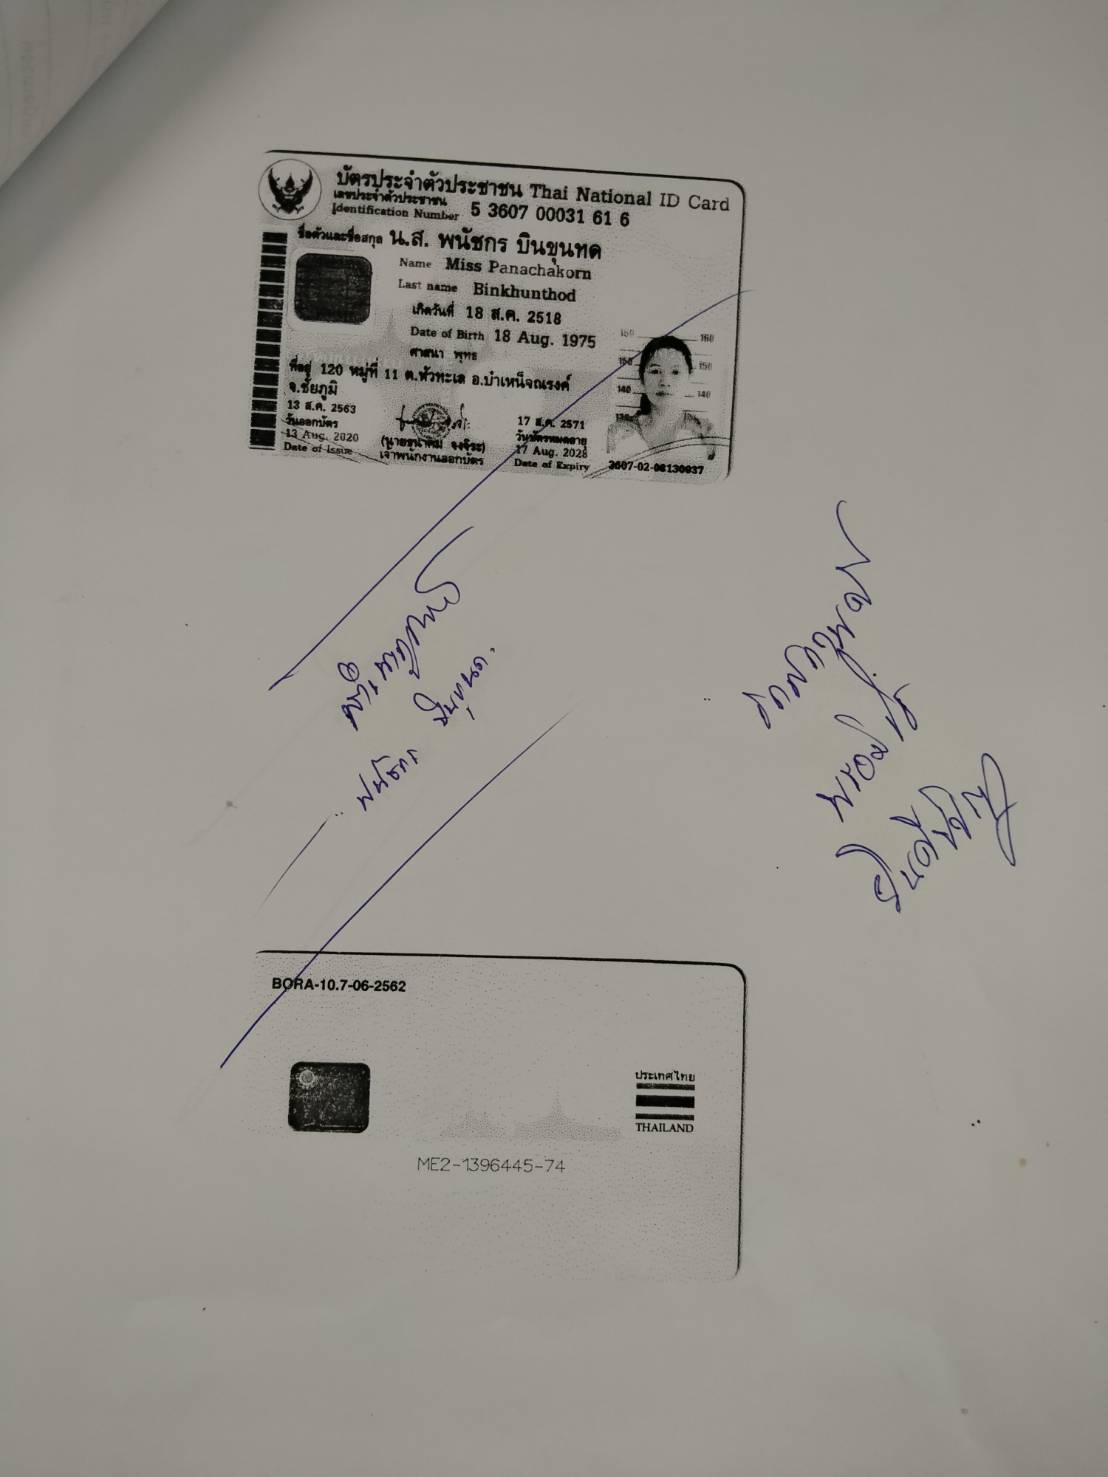 บัตรประจำตัวประชาชน Thai National ID Card
เลขประจำตัวประชาชน
Identification Number 5 3607 00031 61 6
ชื่อตัวและชื่อสกุล น.ส. พนัชกร บินขุนทด
Name Miss Panachakorn
Last name Binkhunthod
เกิดวันที่ 18 ส.ค. 2518
Date of Birth 18 Aug. 1975
ศาสนา พุทธ
ที่อยู่ 120 หมู่ที่ 11 ต.หัวทะเล อ.บำเหน็จณรงค์
จ.ชัยภูมิ
13 ส.ค. 2563
วันออกบัตร
13 Aug. 2020
Date of Issue
เจ้าพนักงานออกบัตร
17 ส.ค. 2571
วันบัตรหมดอายุ
17 Aug. 2028
Date of Expiry
160 160
150 150
140 140
3607-02-08130937
พนัชกร
BORA-10.7-06-2562
ประเทศไทย
THAILAND
ME2-1396445-74